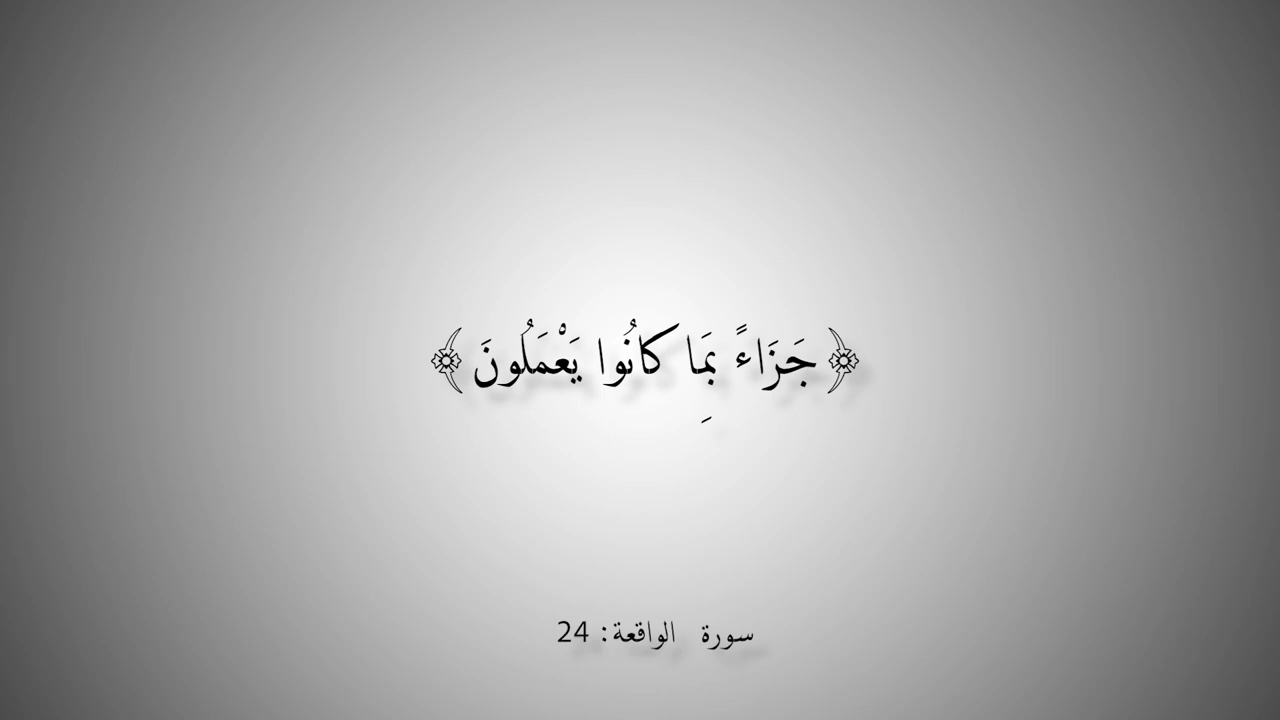 ﴿جَزَاءً بِمَا كَانُوا يَعْمَلُونَ﴾
سورة الواقعة: 24